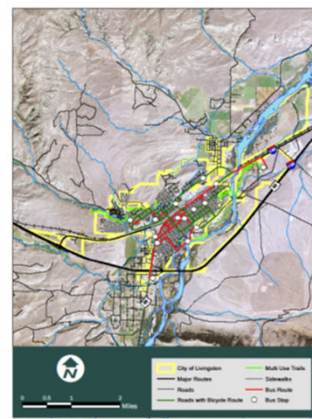 N
0 0.5 1 2
Miles
City of Livingston
Major Routes
Roads
Roads with Bicycle Route
Multi Use Trails
Sidewalks
Bus Route
Bus Stop